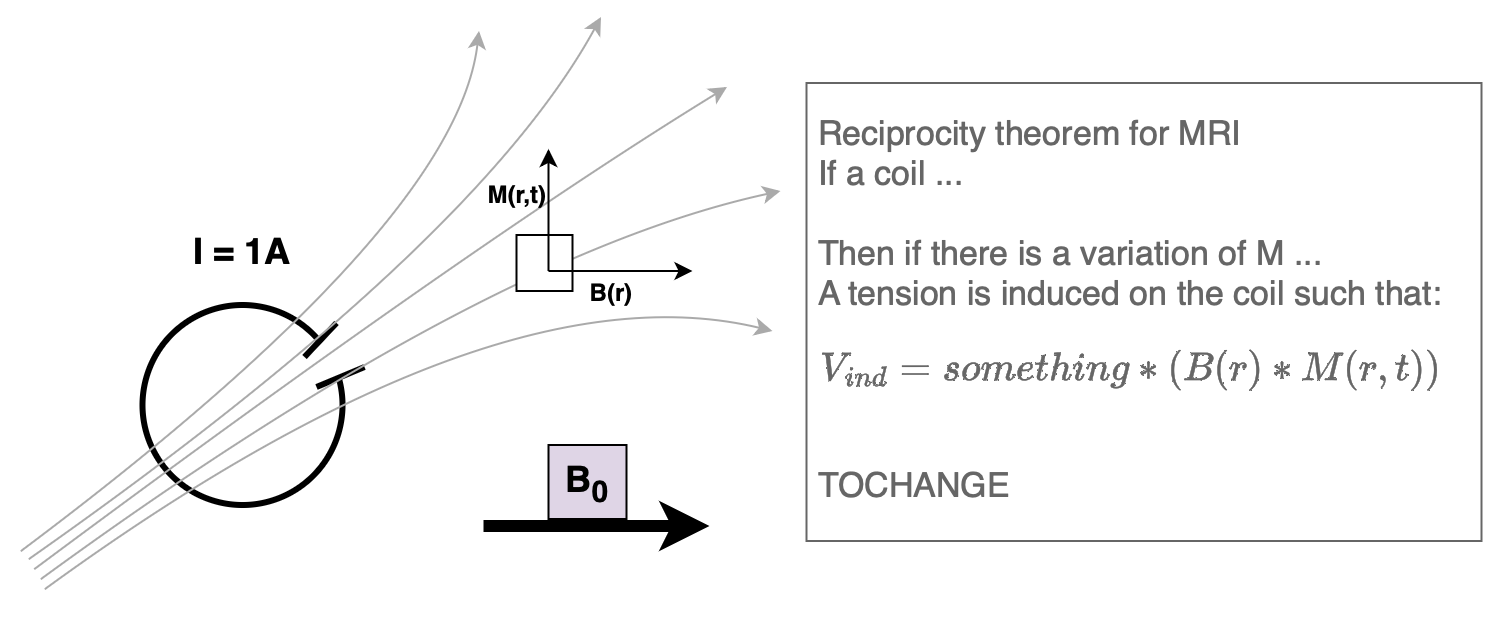 I = 1A
M(r,t)
B(r)
B0
Reciprocity theorem for MRI
If a coil ...
Then if there is a variation of M ...
A tension is induced on the coil such that:
V_{ind} = something * (B(r) * M(r, t))
TOCHANGE